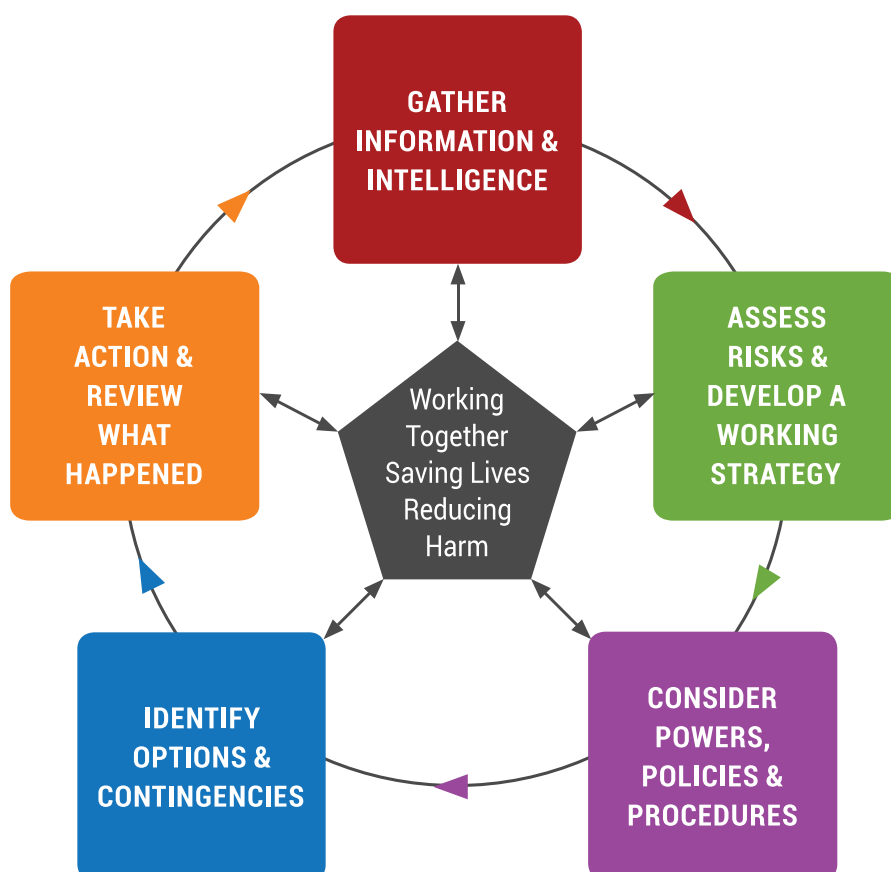 GATHER
INFORMATION &
INTELLIGENCE
ASSESS
RISKS &
DEVELOP A
WORKING
STRATEGY
CONSIDER
POWERS,
POLICIES &
PROCEDURES
IDENTIFY
OPTIONS &
CONTINGENCIES
TAKE
ACTION &
REVIEW
WHAT
HAPPENED
Working
Together
Saving Lives
Reducing
Harm